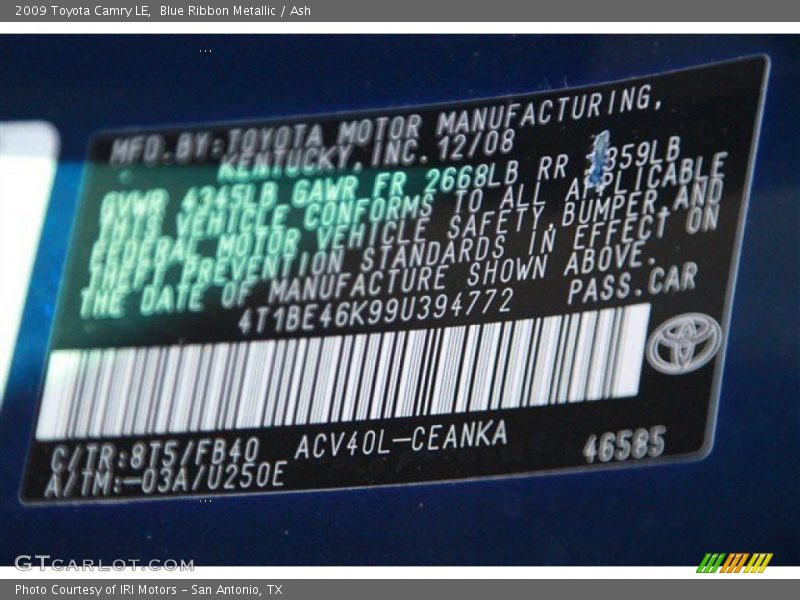 2009 Toyota Camry LE, Blue Ribbon Metallic / Ash
MFD.BY:TOYOTA MOTOR MANUFACTURING,
KENTUCKY,INC. 12/08
GVWR 4345LB GAWR FR 2668LB RR 359LB
THIS VEHICLE CONFORMS TO ALL APPLICABLE
FEDERAL MOTOR VEHICLE SAFETY,BUMPER,AND
THEFT PREVENTION STANDARDS IN EFFECT ON
THE DATE OF MANUFACTURE SHOWN ABOVE.
4T1BE46K99U394772 PASS.CAR
C/TR:8T5/FB40 ACV40L-CEANKA 46585
A/TM:-03A/U250E
GTCARLOT.COM
Photo Courtesy of IRI Motors - San Antonio, TX